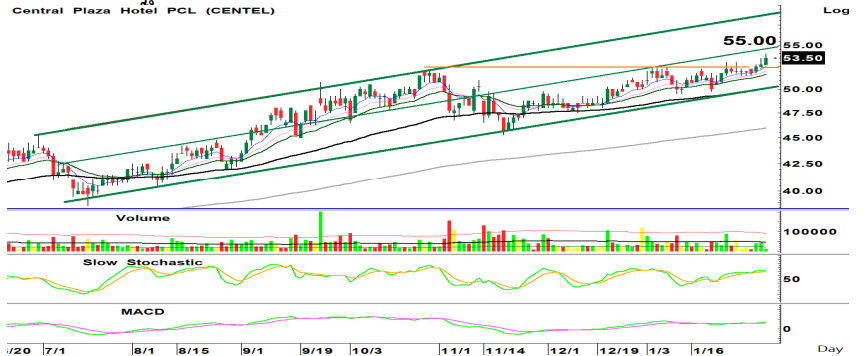 Central Plaza Hotel PCL (CENTEL)
Log
55.00
55.00
53.50
50.00
47.50
45.00
42.50
40.00
Volume
100000
Slow Stochastic
50
MACD
0
/20 7/1 8/1 8/15 9/1 9/19 10/3 11/1 11/14 12/1 12/19 1/3 1/16 Day